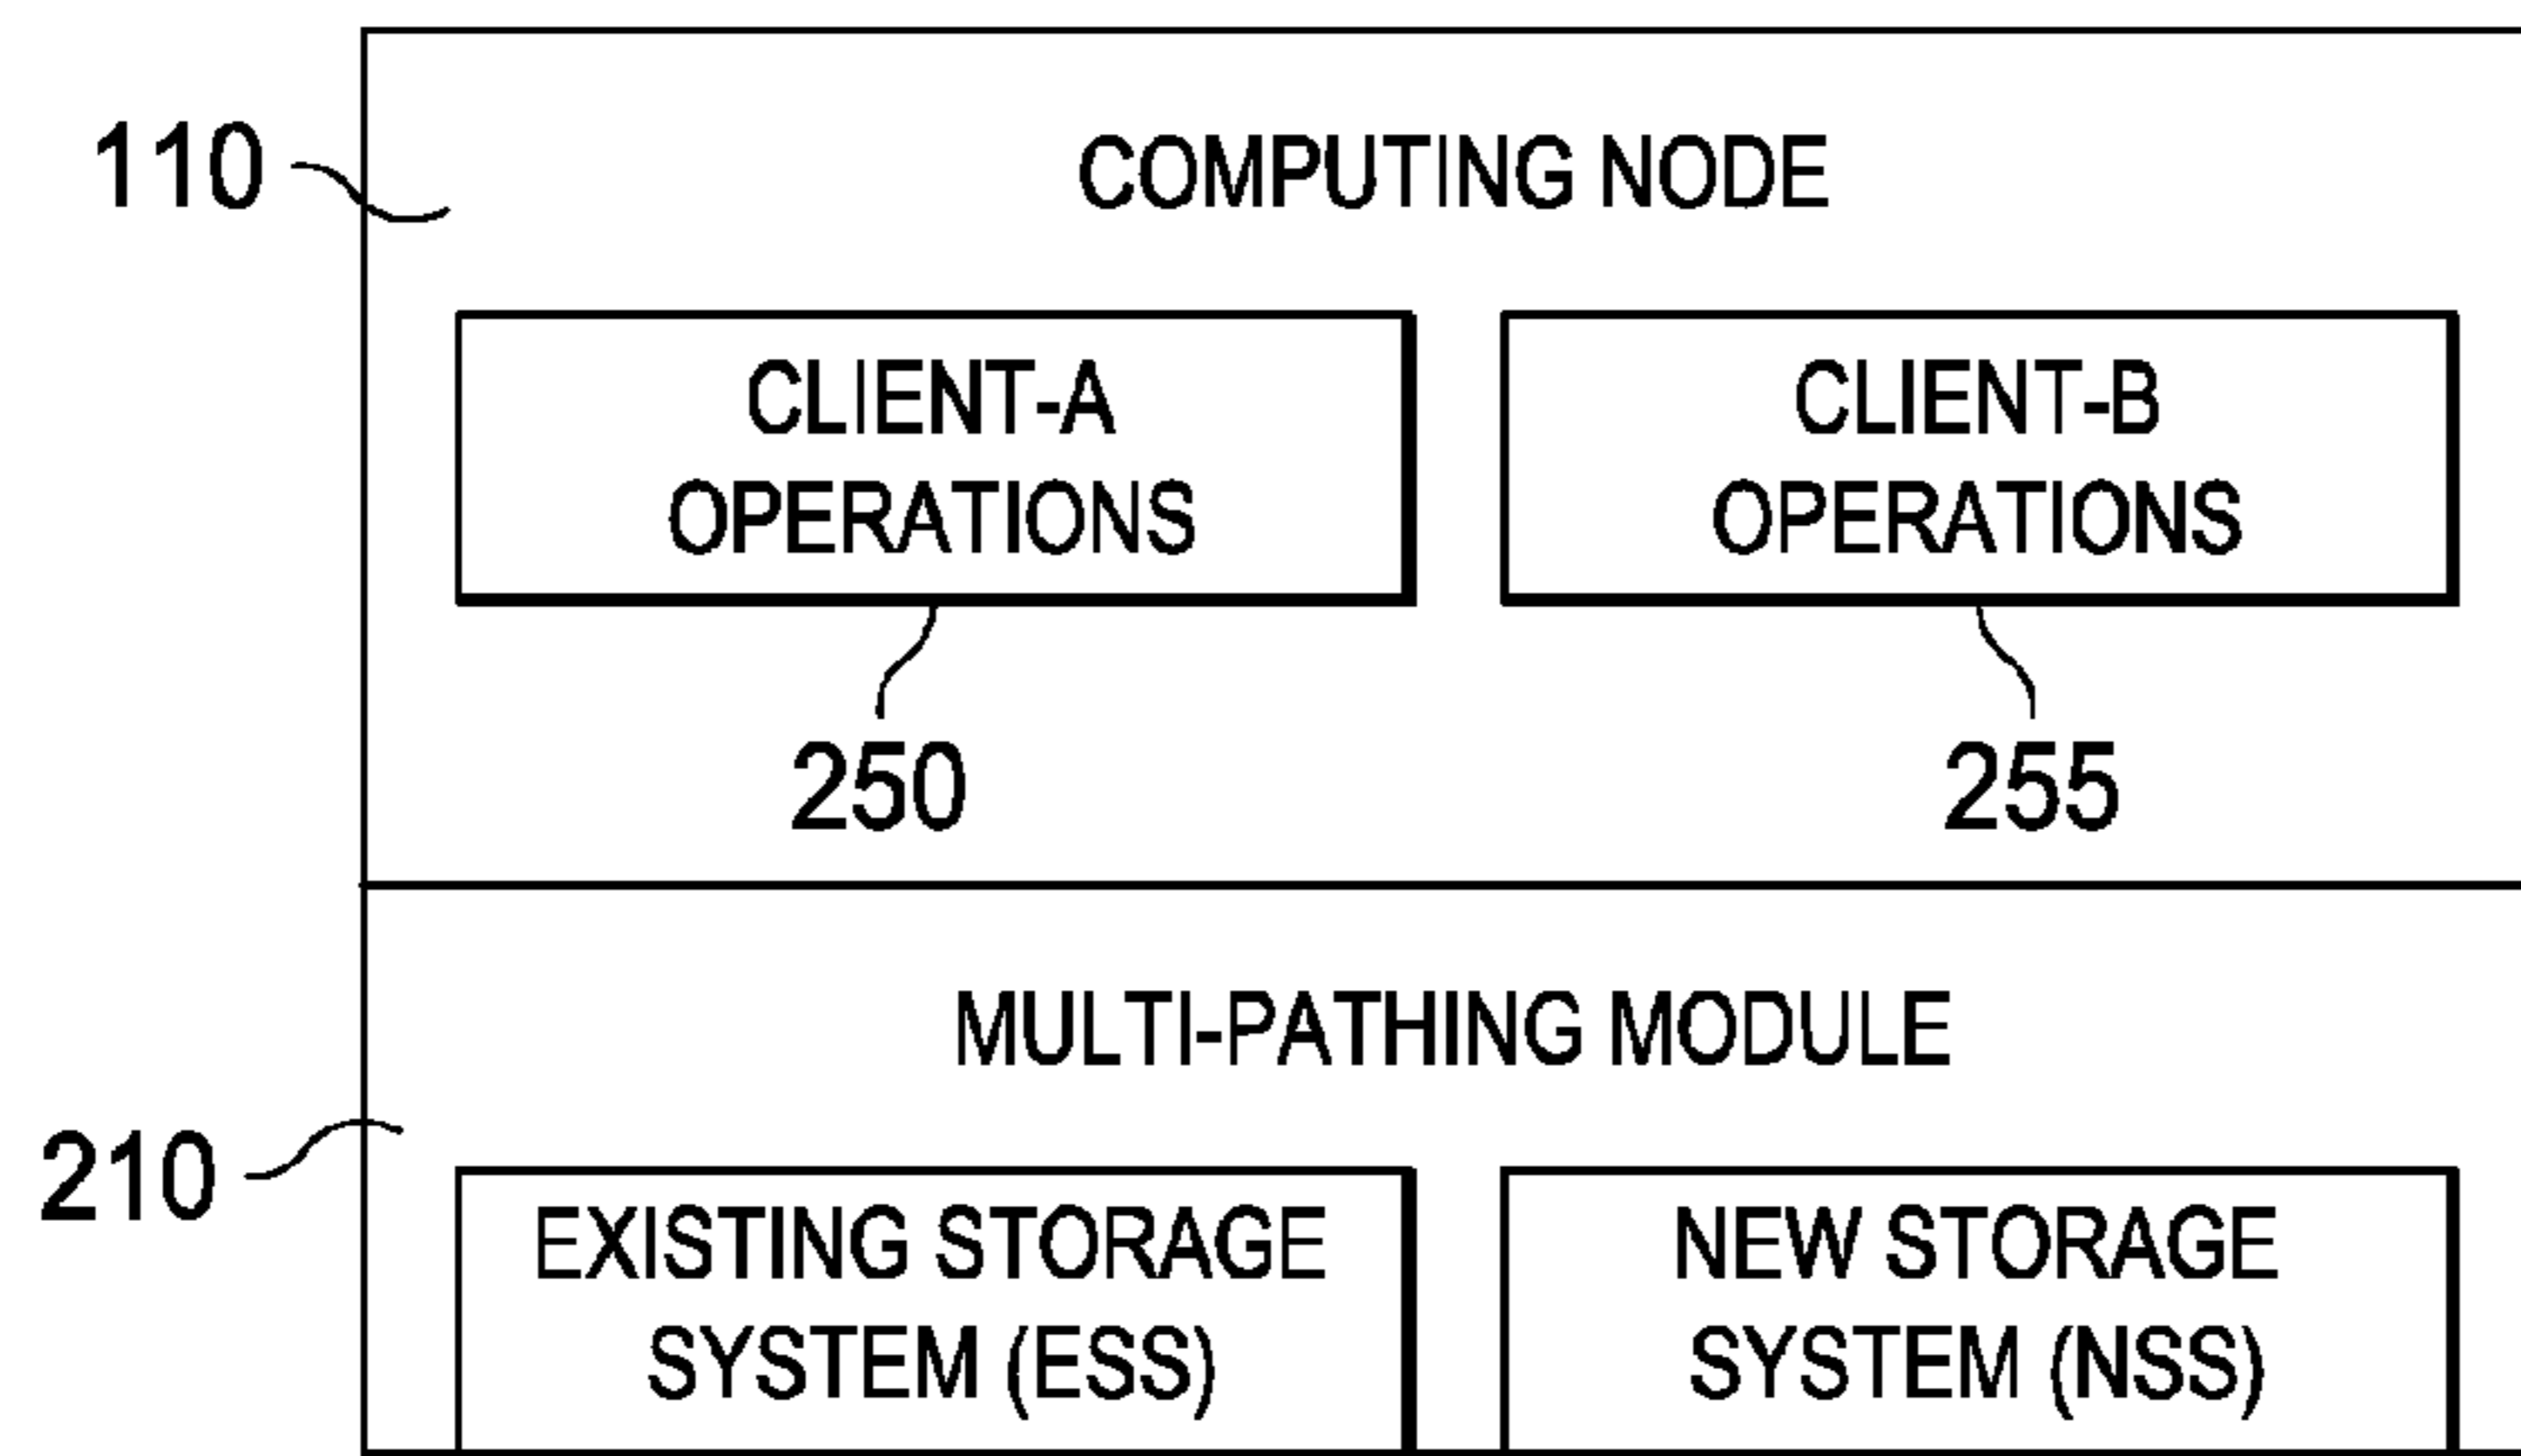 110
COMPUTING NODE
CLIENT-A
OPERATIONS
CLIENT-B
OPERATIONS
250
255
MULTI-PATHING MODULE
210
EXISTING STORAGE
SYSTEM (ESS)
NEW STORAGE
SYSTEM (NSS)